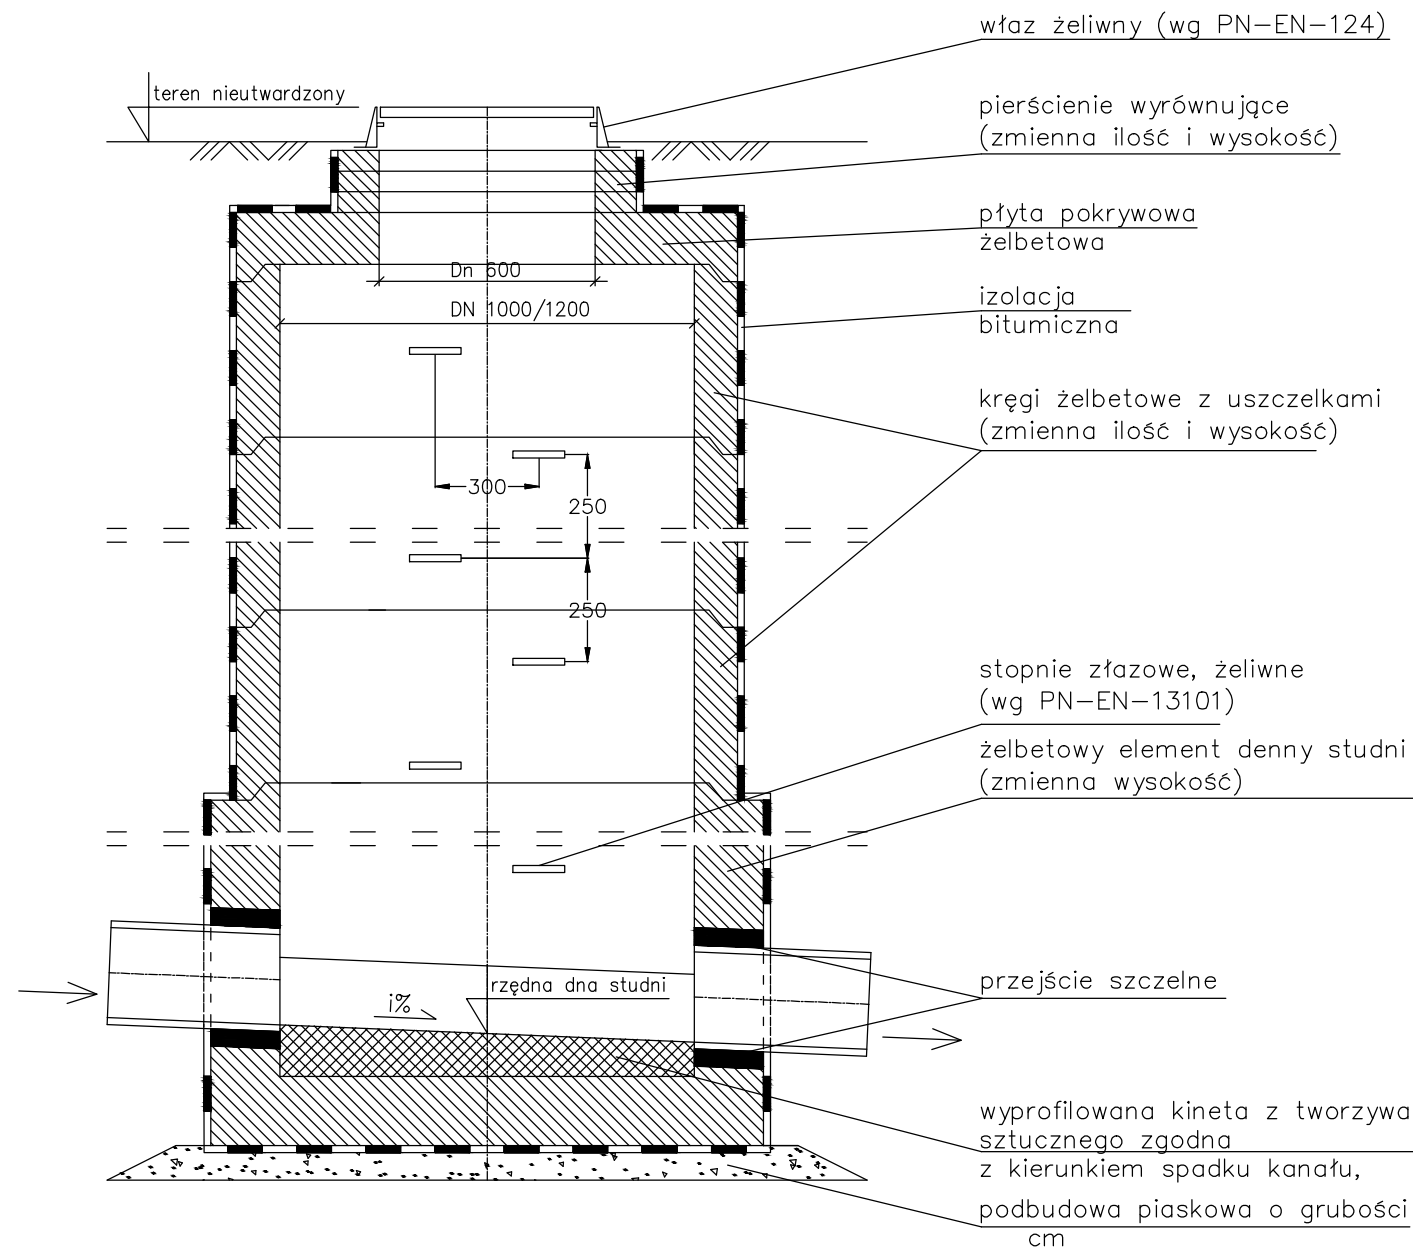 właz żeliwny (wg PN-EN-124)
teren nieutwardzony
pierścienie wyrównujące
(zmienna ilość i wysokość)
płyta pokrywowa
żelbetowa
Dn 600
izolacja
bitumiczna
DN 1000/1200
kręgi żelbetowe z uszczelkami
(zmienna ilość i wysokość)
300
250
250
stopnie złazowe, żeliwne
(wg PN-EN-13101)
żelbetowy element denny studni
(zmienna wysokość)
przejście szczelne
rzędna dna studni
i%
wyprofilowana kineta z tworzywa
sztucznego zgodna
z kierunkiem spadku kanału,
podbudowa piaskowa o grubości
cm